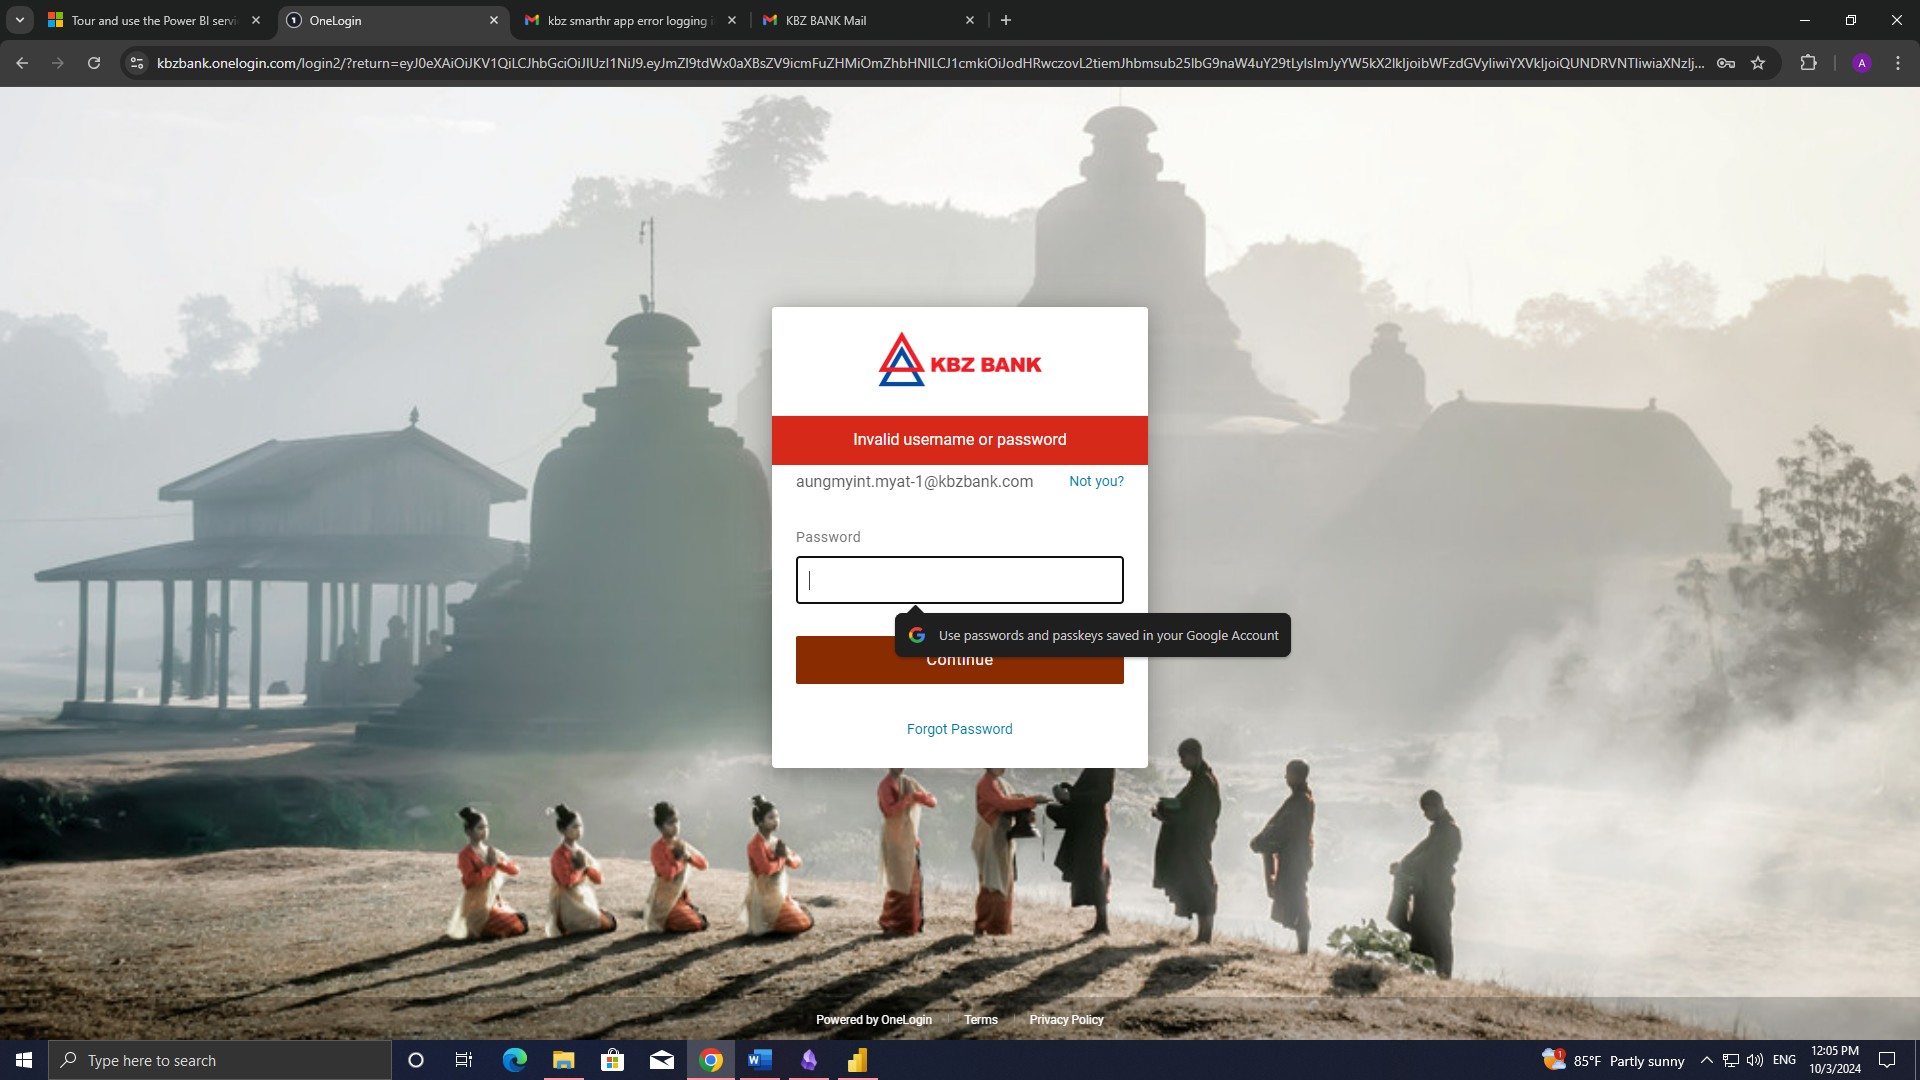 Tour and use the Power BI servi
OneLogin
kbz smarthr app error logging i
KBZ BANK Mail
kbzbank.onelogin.com/login2/?return=eyJ0eXAiOiJKV1QiLCJhbGciOiJIUzI1NiJ9.eyJmZl9tdWx0aXBsZV9icmFuZHMiOmZhbHNlLCJ1cmkiOiJodHRwczovL2tiemJhbmsub25lbG9naW4uY29tLyIsImJyYW5kX2lkIjoibWFzdGVyIiwiYXVkIjoiQUNDRVNTIiwiaXNzIj...
A
KBZ BANK
Invalid username or password
aungmyint.myat-1@kbzbank.com
Not you?
Password
Use passwords and passkeys saved in your Google Account
Continue
Forgot Password
Powered by OneLogin
Terms
Privacy Policy
Type here to search
1
85°F Partly sunny
ENG
12:05 PM
10/3/2024